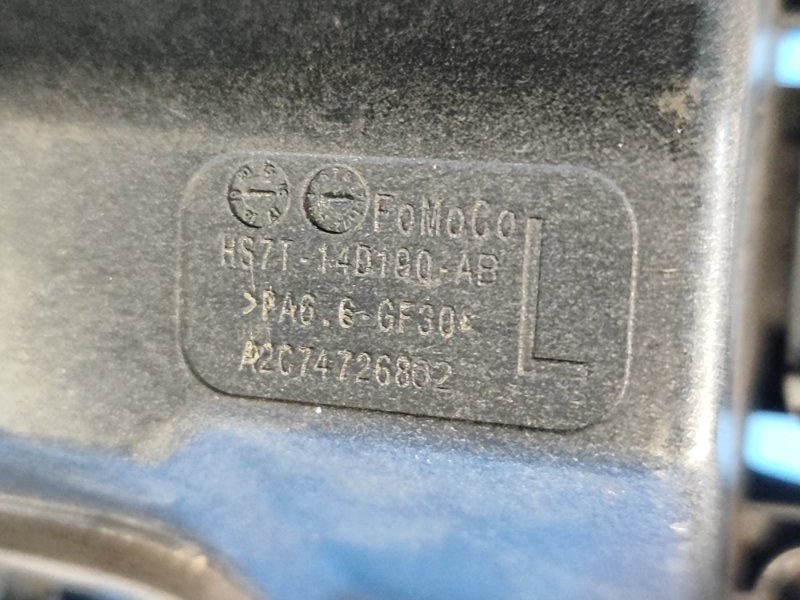 FoMoCo
HS7T-14D190-AB
>PA6.6-GF30<
A2C74726802
L